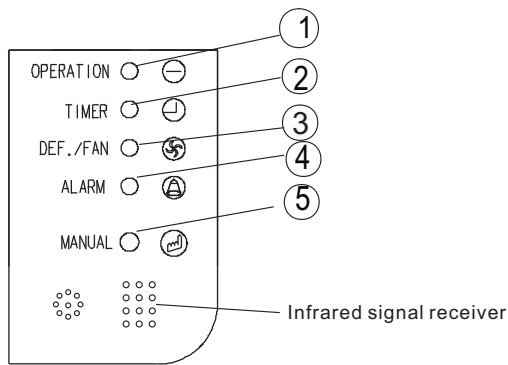 1
OPERATION
2
TIMER
3
DEF./FAN
4
ALARM
5
MANUAL
Infrared signal receiver